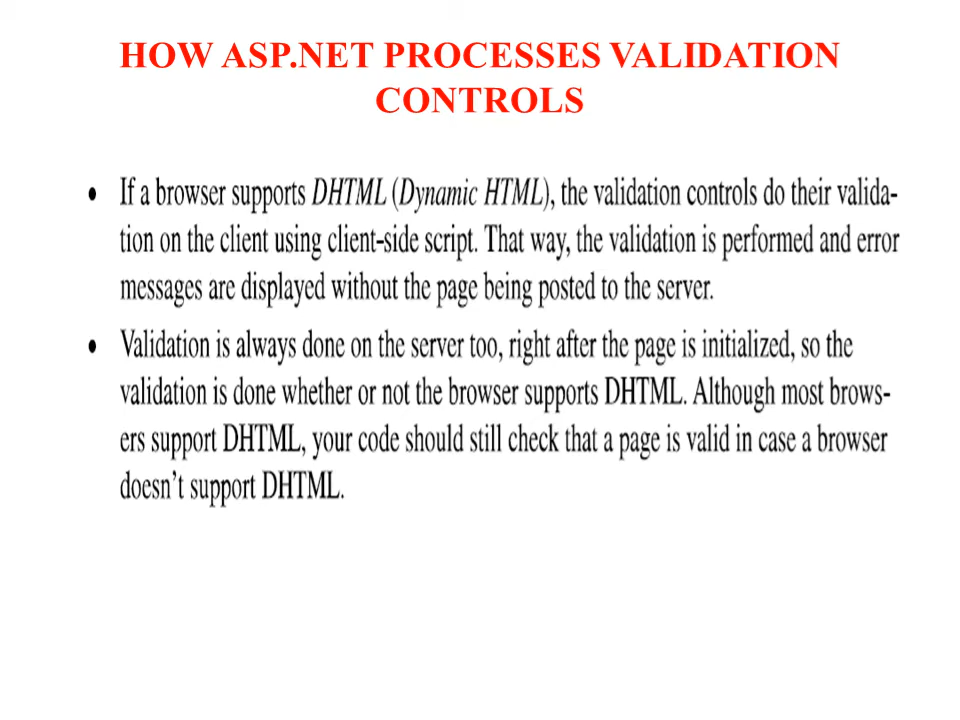 HOW ASP.NET PROCESSES VALIDATION
CONTROLS
• If a browser supports DHTML (Dynamic HTML), the validation controls do their valida-
tion on the client using client-side script. That way, the validation is performed and error
messages are displayed without the page being posted to the server.
• Validation is always done on the server too, right after the page is initialized, so the
validation is done whether or not the browser supports DHTML. Although most brows-
ers support DHTML, your code should still check that a page is valid in case a browser
doesn’t support DHTML.